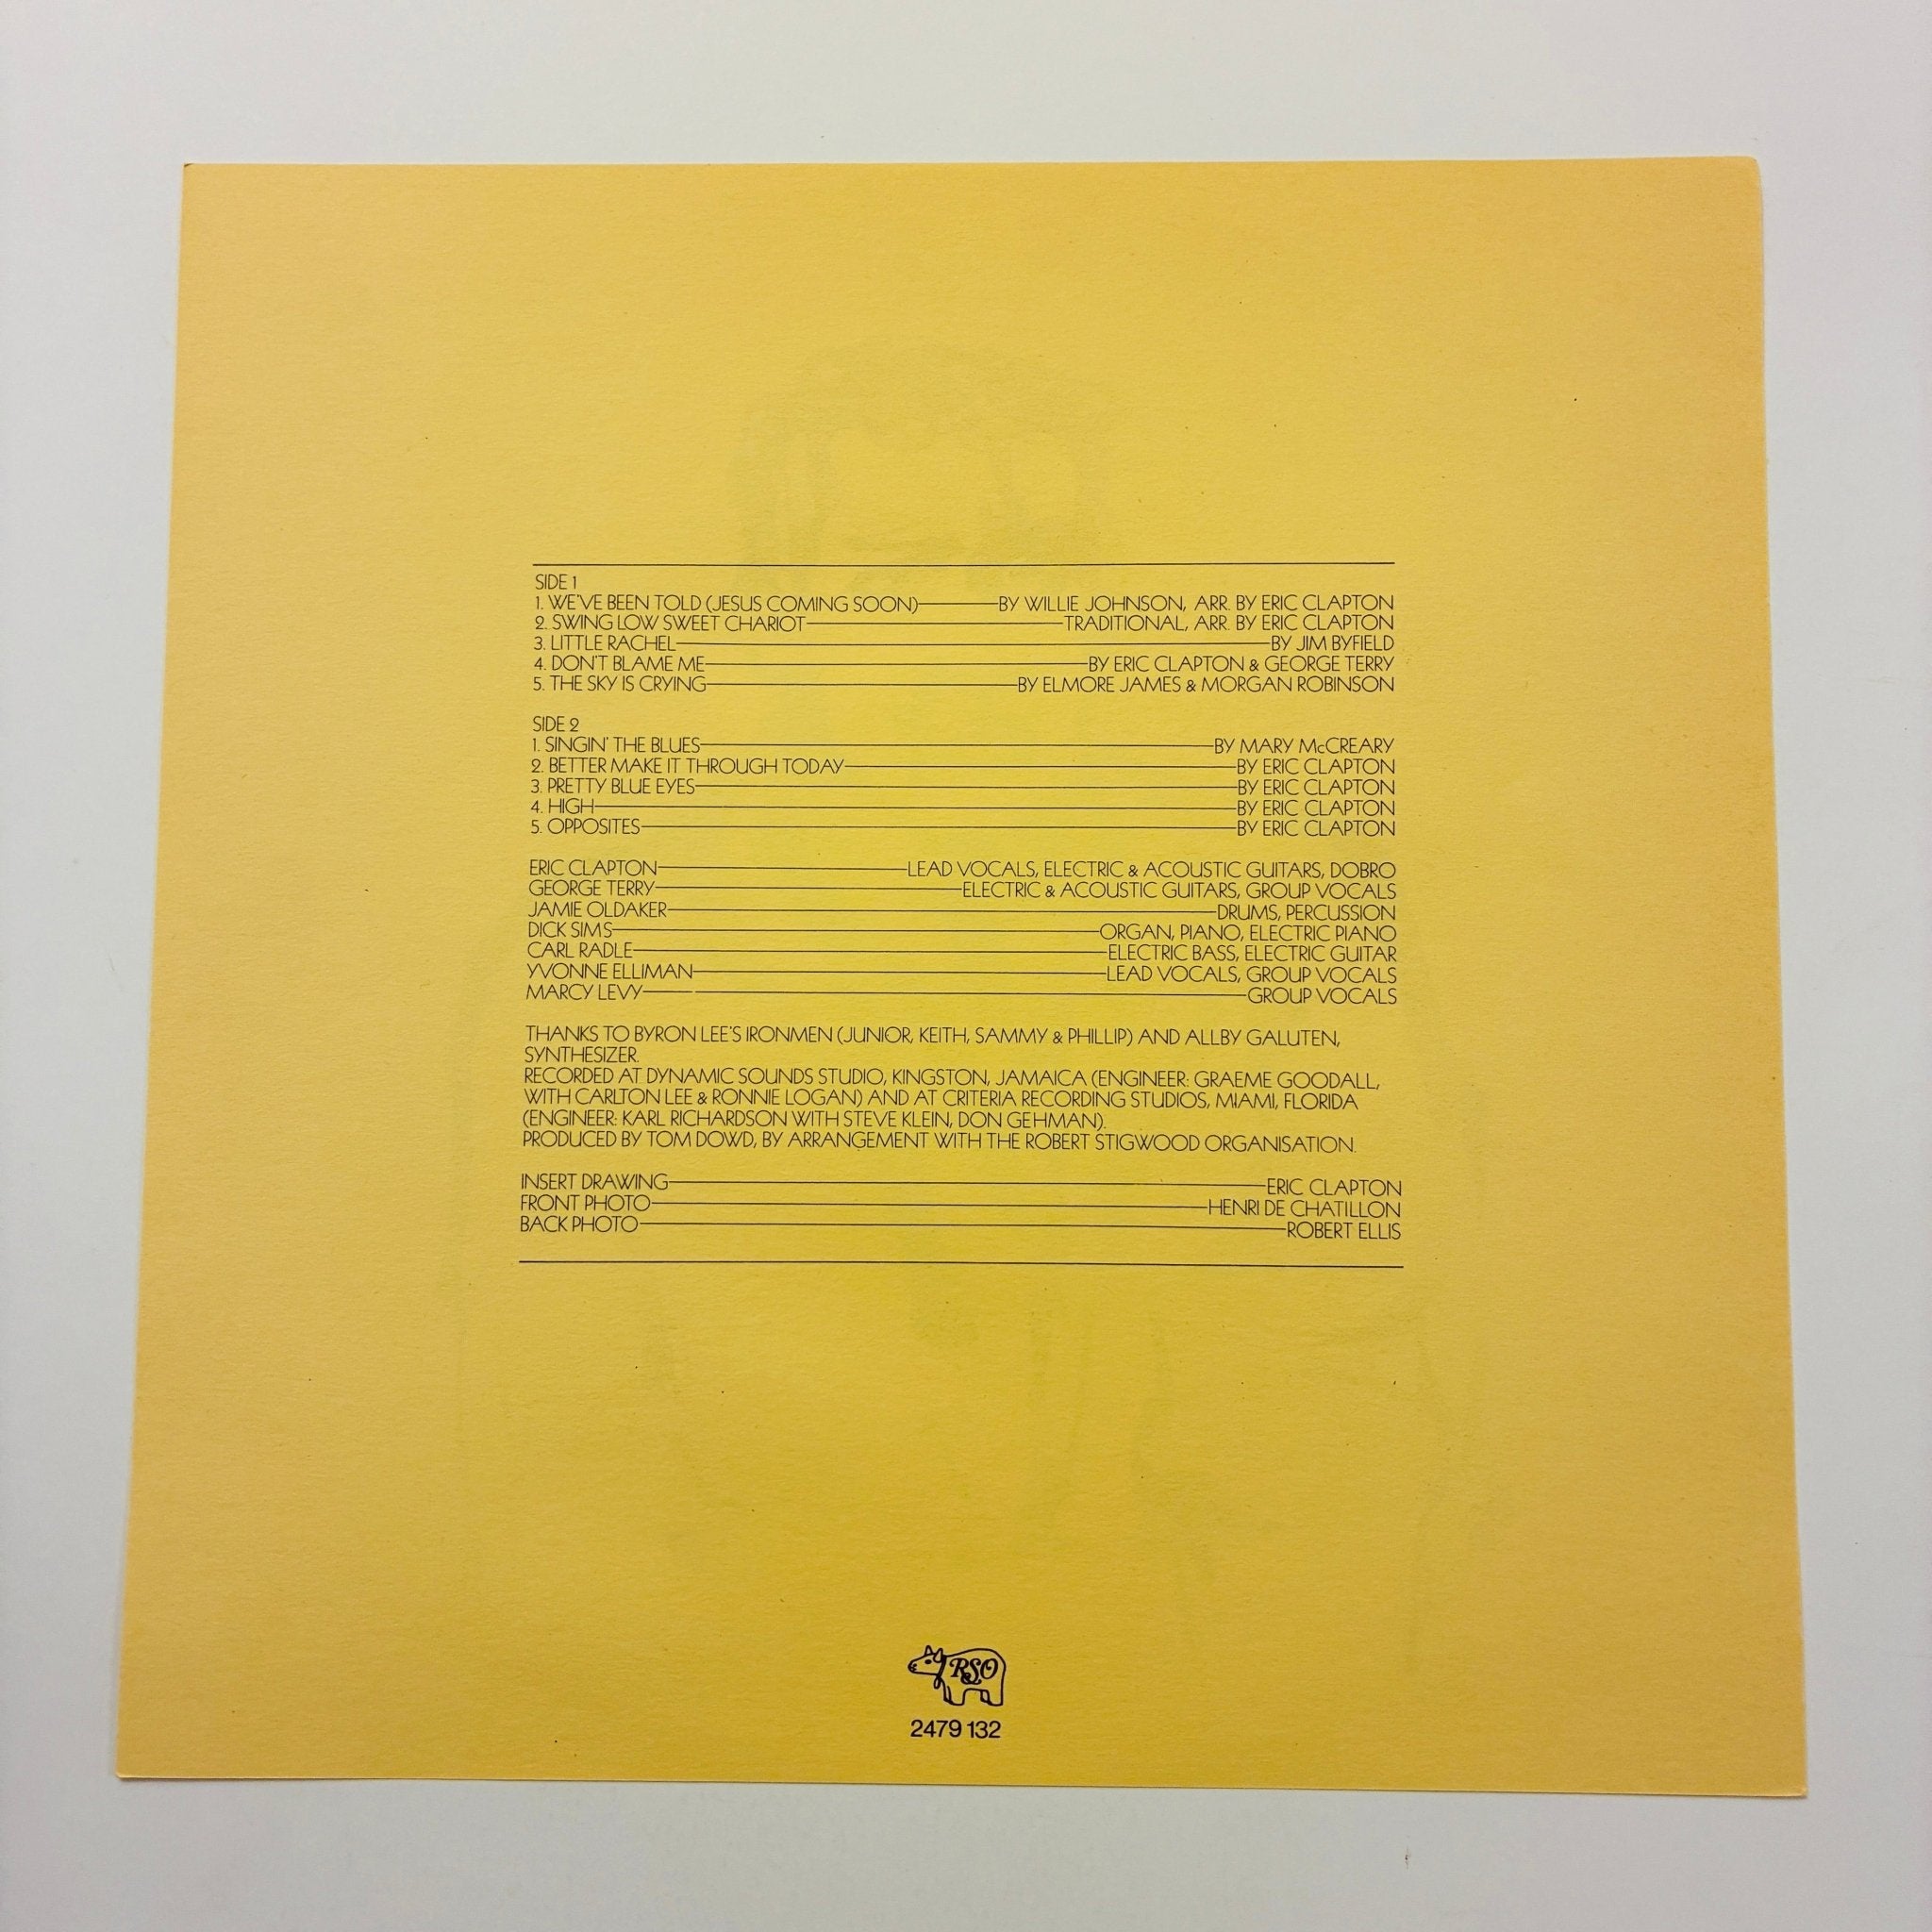 SIDE 1
1. WE'VE BEEN TOLD (JESUS COMING SOON)——BY WILLIE JOHNSON, ARR. BY ERIC CLAPTON
2. SWING LOW SWEET CHARIOT——TRADITIONAL, ARR. BY ERIC CLAPTON
3. LITTLE RACHEL——BY JIM BYFIELD
4. DON'T BLAME ME——BY ERIC CLAPTON & GEORGE TERRY
5. THE SKY IS CRYING——BY ELMORE JAMES & MORGAN ROBINSON
SIDE 2
1. SINGIN' THE BLUES——BY MARY McCREARY
2. BETTER MAKE IT THROUGH TODAY——BY ERIC CLAPTON
3. PRETTY BLUE EYES——BY ERIC CLAPTON
4. HIGH——BY ERIC CLAPTON
5. OPPOSITES——BY ERIC CLAPTON
ERIC CLAPTON——LEAD VOCALS, ELECTRIC & ACOUSTIC GUITARS, DOBRO
GEORGE TERRY——ELECTRIC & ACOUSTIC GUITARS, GROUP VOCALS
JAMIE OLDAKER——DRUMS, PERCUSSION
DICK SIMS——ORGAN, PIANO, ELECTRIC PIANO
CARL RADLE——ELECTRIC BASS, ELECTRIC GUITAR
YVONNE ELLIMAN——LEAD VOCALS, GROUP VOCALS
MARCY LEVY——GROUP VOCALS
THANKS TO BYRON LEE'S IRONMEN (JUNIOR, KEITH, SAMMY & PHILLIP) AND ALLBY GALUTEN,
SYNTHESIZER.
RECORDED AT DYNAMIC SOUNDS STUDIO, KINGSTON, JAMAICA (ENGINEER: GRAEME GOODALL,
WITH CARLTON LEE & RONNIE LOGAN) AND AT CRITERIA RECORDING STUDIOS, MIAMI, FLORIDA
(ENGINEER: KARL RICHARDSON WITH STEVE KLEIN, DON GEHMAN).
PRODUCED BY TOM DOWD, BY ARRANGEMENT WITH THE ROBERT STIGWOOD ORGANISATION.
INSERT DRAWING——ERIC CLAPTON
FRONT PHOTO——HENRI DE CHATILLON
BACK PHOTO——ROBERT ELLIS
RSO
2479 132